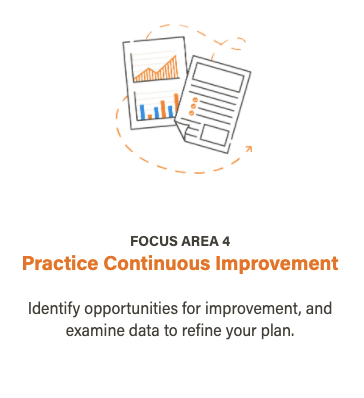 FOCUS AREA 4
Practice Continuous Improvement
Identify opportunities for improvement, and
examine data to refine your plan.